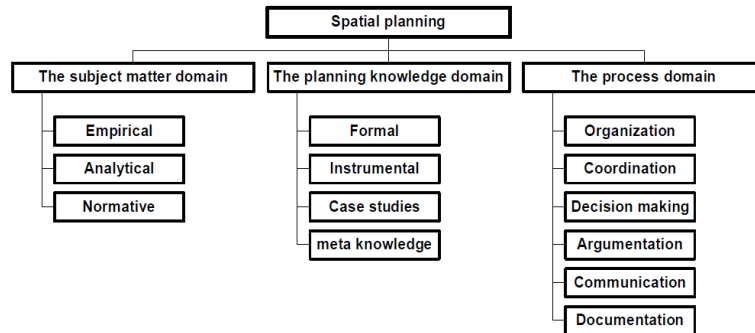 Spatial planning
The subject matter domain
The planning knowledge domain
The process domain
Empirical
Analytical
Normative
Formal
Instrumental
Case studies
meta knowledge
Organization
Coordination
Decision making
Argumentation
Communication
Documentation